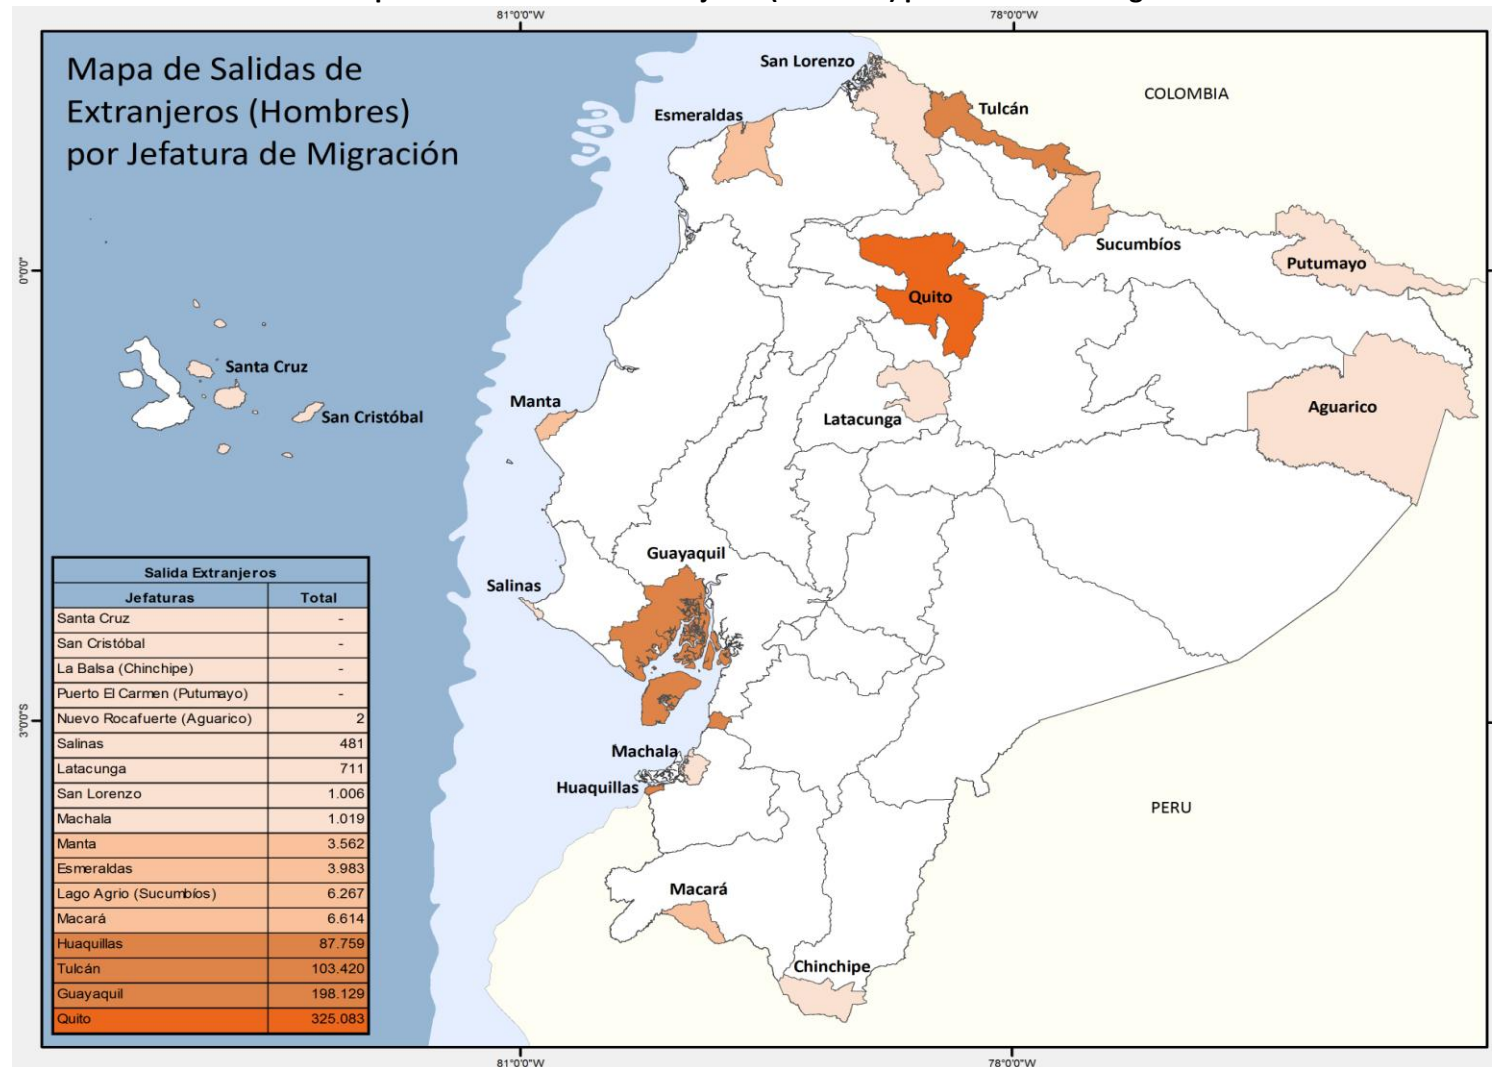 81°0'0"W
78°0'0"W
Mapa de Salidas de
Extranjeros (Hombres)
por Jefatura de Migración
San Lorenzo
COLOMBIA
Tulcán
Esmeraldas
Sucumbíos
0°0'0"
Putumayo
Quito
Santa Cruz
Manta
San Cristóbal
Latacunga
Aguarico
Guayaquil
Salinas
Salida Extranjeros
Jefaturas Total
Santa Cruz -
San Cristóbal -
La Balsa (Chinchipe) -
Puerto El Carmen (Putumayo) -
Nuevo Rocafuerte (Aguarico) 2
Salinas 481
Latacunga 711
San Lorenzo 1.006
Machala 1.019
Manta 3.562
Esmeraldas 3.983
Lago Agrio (Sucumbíos) 6.267
Macará 6.614
Huaquillas 87.759
Tulcán 103.420
Guayaquil 198.129
Quito 325.083
3°0'0"S
Machala
Huaquillas
PERU
Macará
Chinchipe
81°0'0"W
78°0'0"W